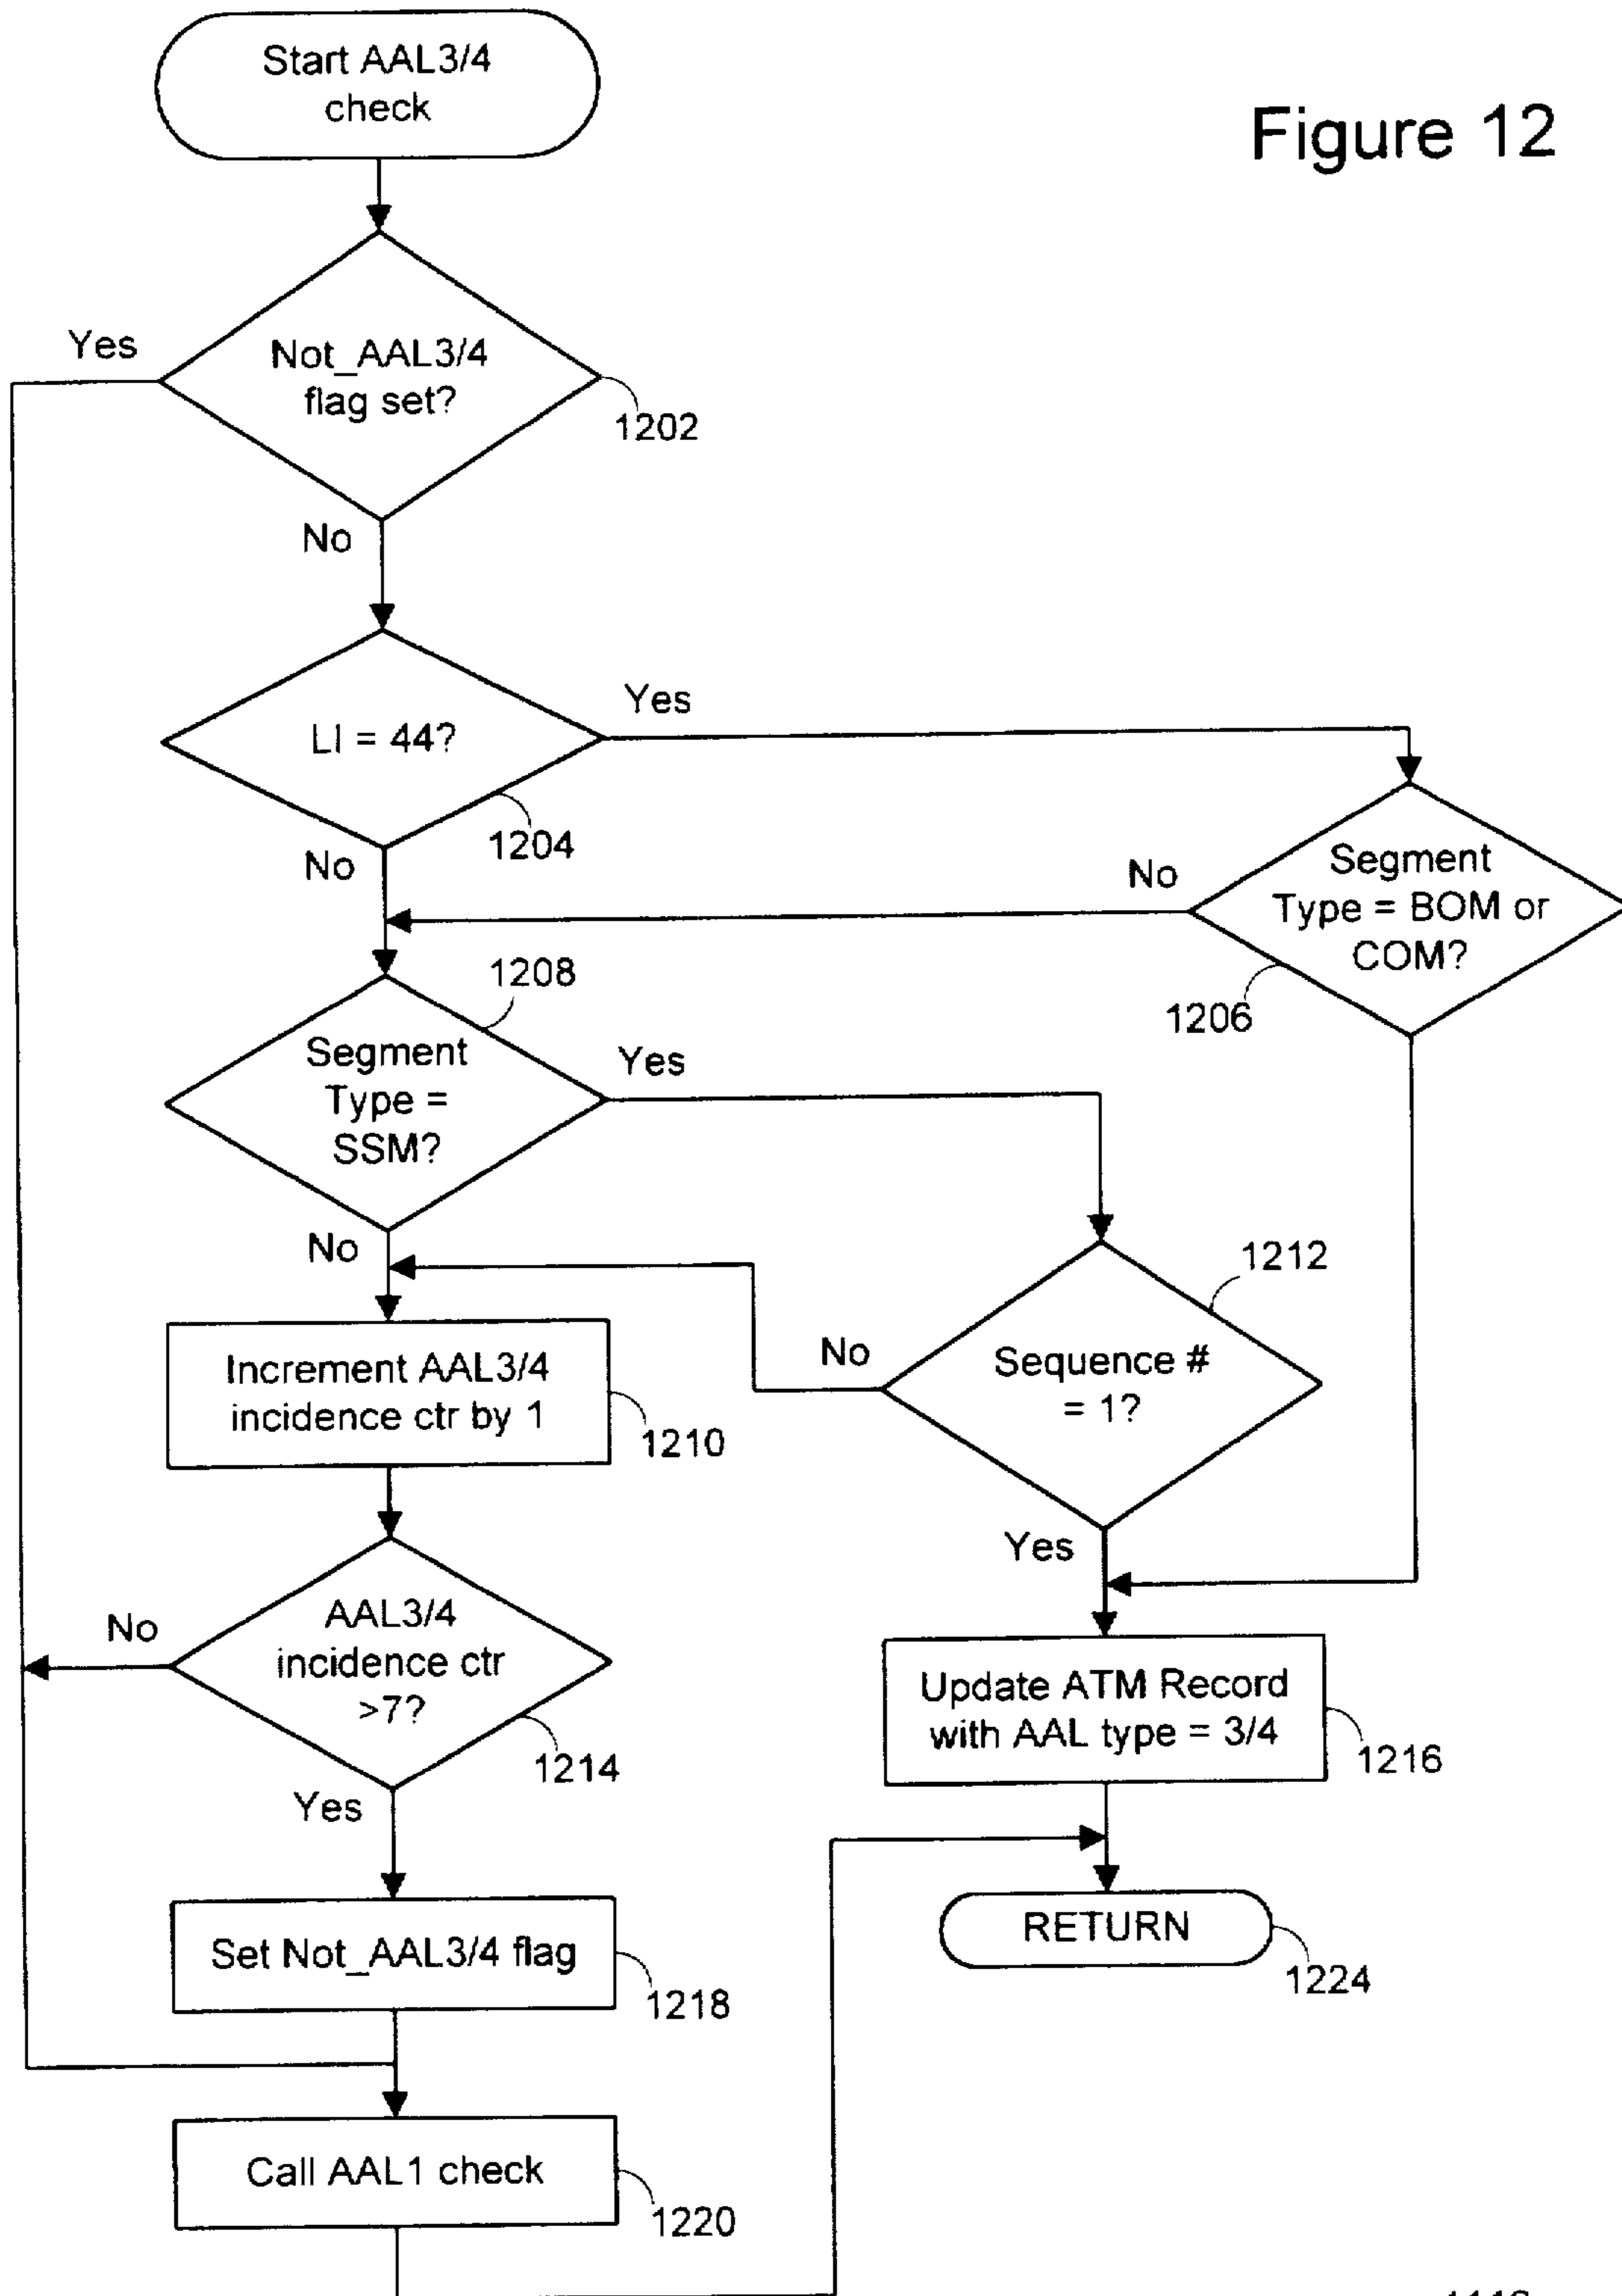 Start AAL3/4
check
Figure 12
Yes
Not_AAL3/4
flag set?
1202
No
LI = 44?
Yes
1204
No
Segment
Type = BOM or
COM?
No
1206
1208
Segment
Type =
SSM?
Yes
No
1212
Sequence #
= 1?
No
Yes
Increment AAL3/4
incidence ctr by 1
1210
AAL3/4
incidence ctr
>7?
No
1214
Yes
Update ATM Record
with AAL type = 3/4
1216
Set Not_AAL3/4 flag
1218
RETURN
1224
Call AAL1 check
1220